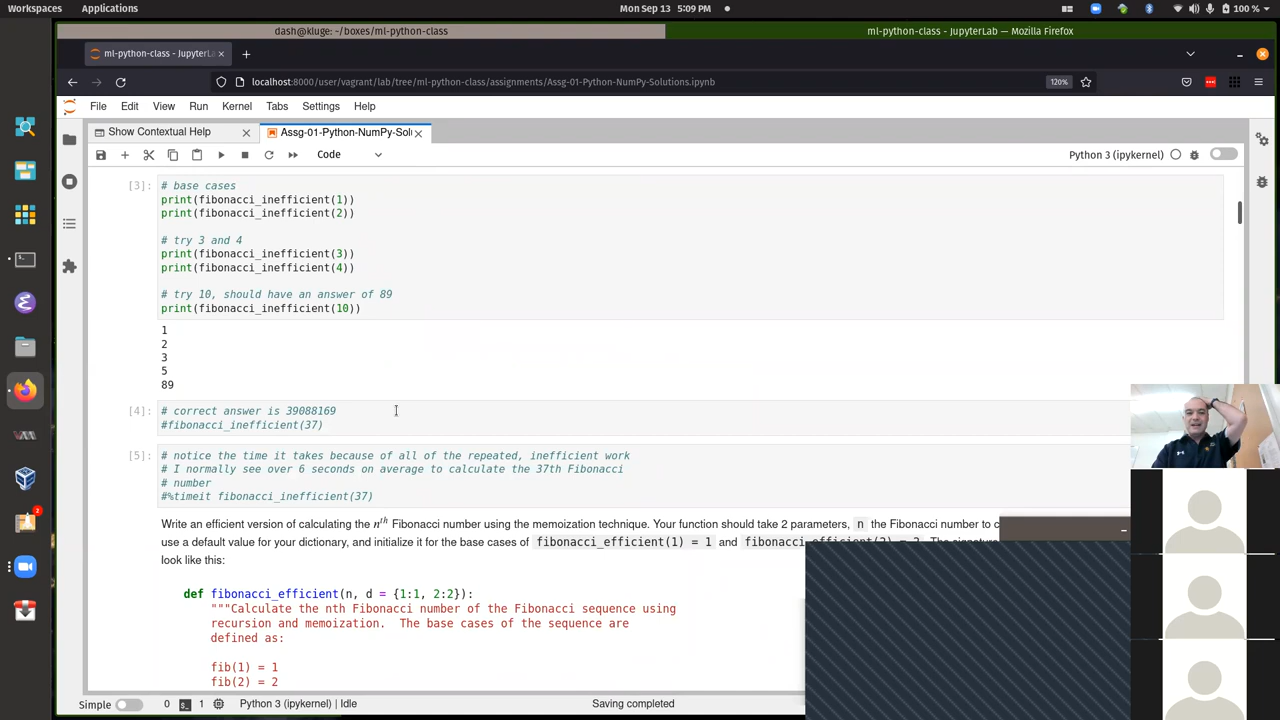 Workspaces Applications Mon Sep 13 5:09 PM 100 %
dash@kluge: ~/boxes/ml-python-class ml-python-class - JupyterLab — Mozilla Firefox
ml-python-class - JupyterLa
localhost:8000/user/vagrant/lab/tree/ml-python-class/assignments/Assg-01-Python-NumPy-Solutions.ipynb 120%
File Edit View Run Kernel Tabs Settings Help
Show Contextual Help Assg-01-Python-NumPy-Solu
Code Python 3 (ipykernel)
[3]: # base cases
print(fibonacci_inefficient(1))
print(fibonacci_inefficient(2))
# try 3 and 4
print(fibonacci_inefficient(3))
print(fibonacci_inefficient(4))
# try 10, should have an answer of 89
print(fibonacci_inefficient(10))
1
2
3
5
89
[4]: # correct answer is 39088169
#fibonacci_inefficient(37)
[5]: # notice the time it takes because of all of the repeated, inefficient work
# I normally see over 6 seconds on average to calculate the 37th Fibonacci
# number
#%timeit fibonacci_inefficient(37)
Write an efficient version of calculating the nth Fibonacci number using the memoization technique. Your function should take 2 parameters, n the Fibonacci number to c
use a default value for your dictionary, and initialize it for the base cases of fibonacci_efficient(1) = 1 and fibonacci_efficient(2) = 2. The signature
look like this:
def fibonacci_efficient(n, d = {1:1, 2:2}):
"""Calculate the nth Fibonacci number of the Fibonacci sequence using
recursion and memoization. The base cases of the sequence are
defined as:
fib(1) = 1
fib(2) = 2
2
Simple 0 1 Python 3 (ipykernel) | Idle Saving completed